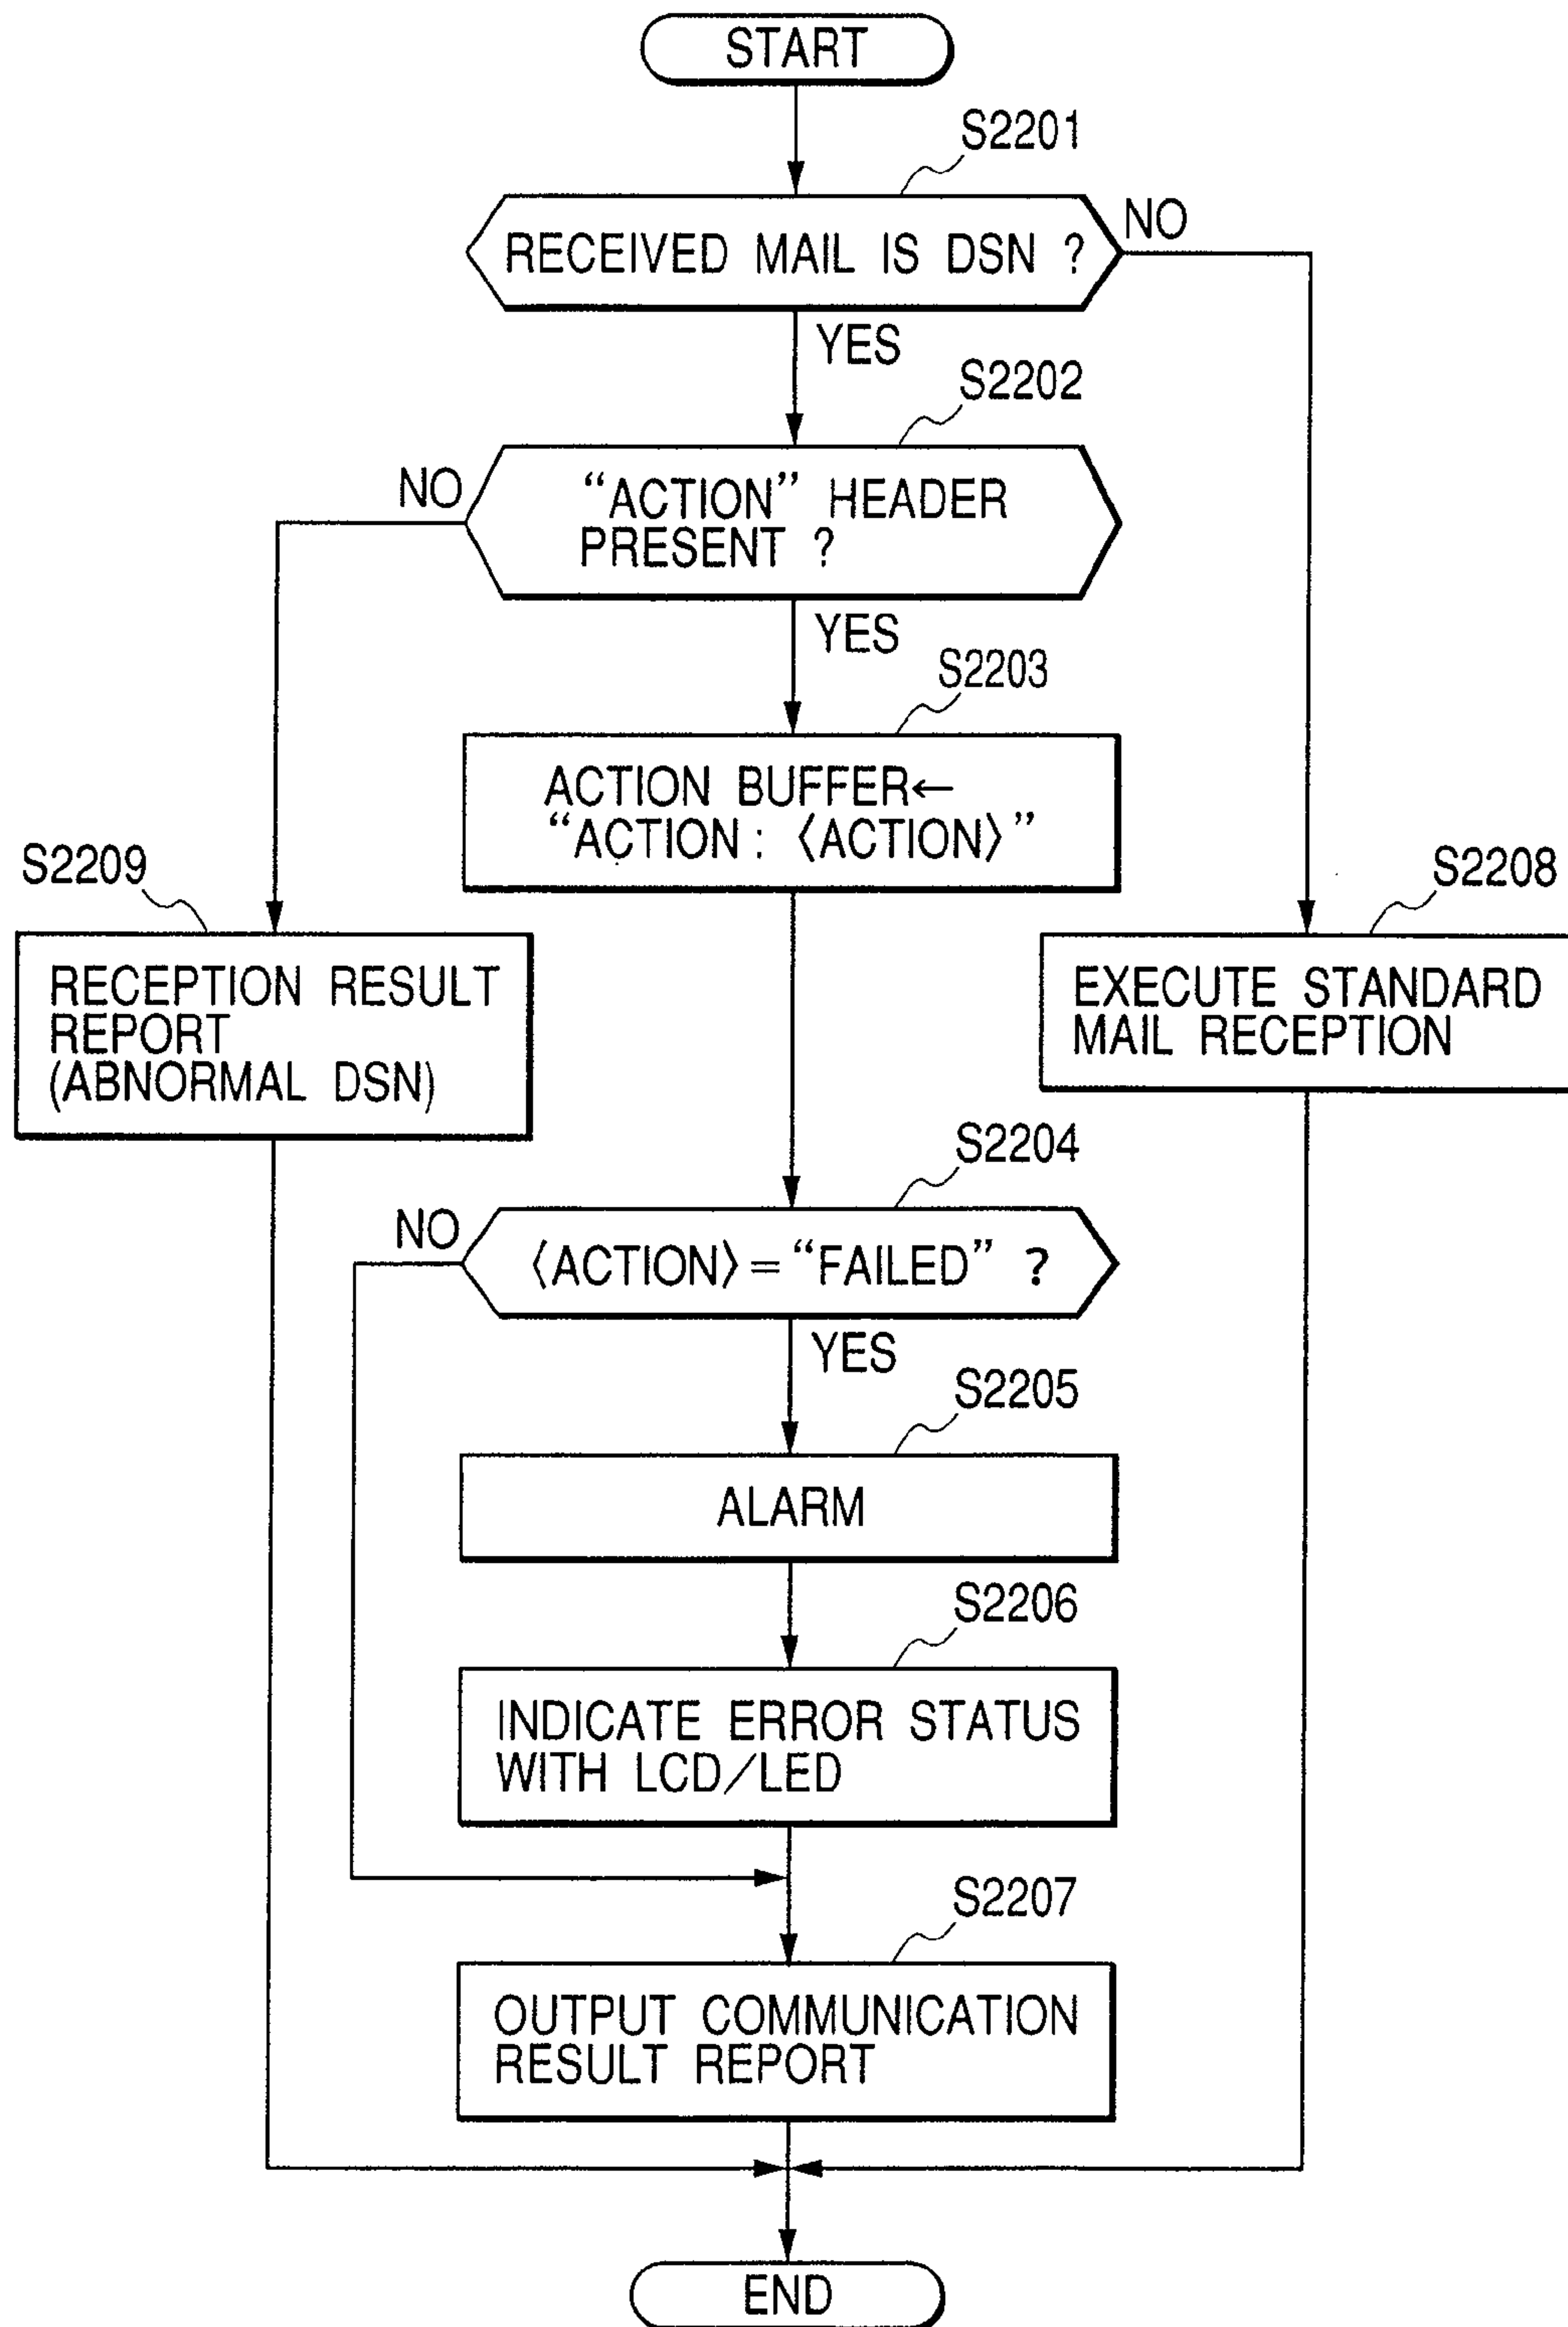 START
S2201
RECEIVED MAIL IS DSN ?
NO
YES
S2202
NO
“ACTION” HEADER
PRESENT ?
YES
S2203
ACTION BUFFER←
“ACTION : 〈ACTION〉”
S2209
S2208
RECEPTION RESULT
REPORT
(ABNORMAL DSN)
EXECUTE STANDARD
MAIL RECEPTION
S2204
NO
〈ACTION〉=“FAILED” ?
YES
S2205
ALARM
S2206
INDICATE ERROR STATUS
WITH LCD/LED
S2207
OUTPUT COMMUNICATION
RESULT REPORT
END